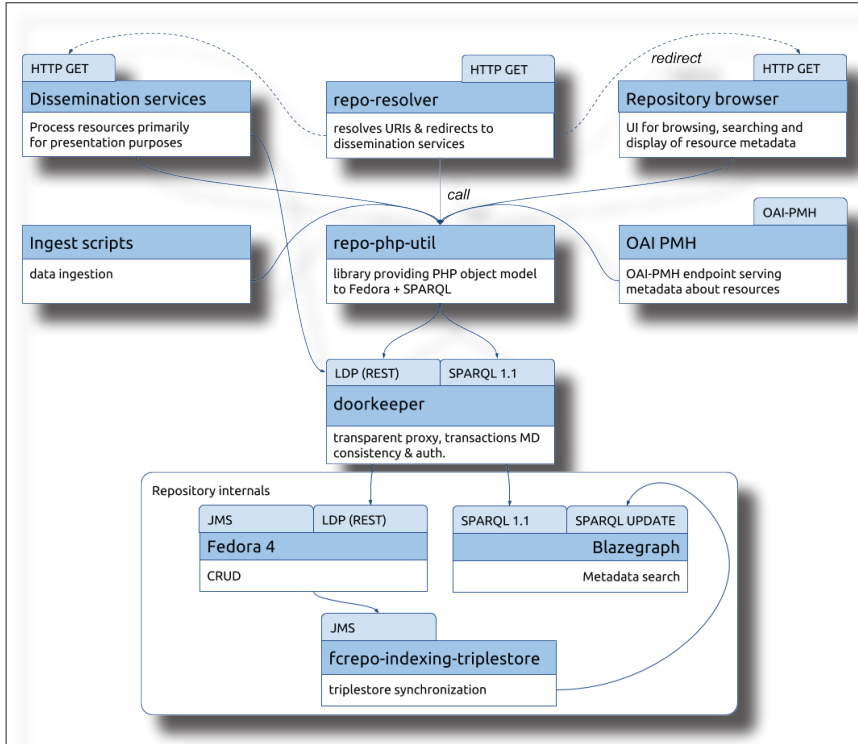 redirect
HTTP GET
HTTP GET
HTTP GET
Dissemination services
repo-resolver
Repository browser
Process resources primarily
for presentation purposes
resolves URIs & redirects to
dissemination services
UI for browsing, searching and
display of resource metadata
call
OAI-PMH
Ingest scripts
repo-php-util
OAI PMH
data ingestion
library providing PHP object model
to Fedora + SPARQL
OAI-PMH endpoint serving
metadata about resources
LDP (REST)
SPARQL 1.1
doorkeeper
transparent proxy, transactions MD
consistency & auth.
Repository internals
JMS
LDP (REST)
SPARQL 1.1
SPARQL UPDATE
Fedora 4
Blazegraph
CRUD
Metadata search
JMS
fcrepo-indexing-triplestore
triplestore synchronization